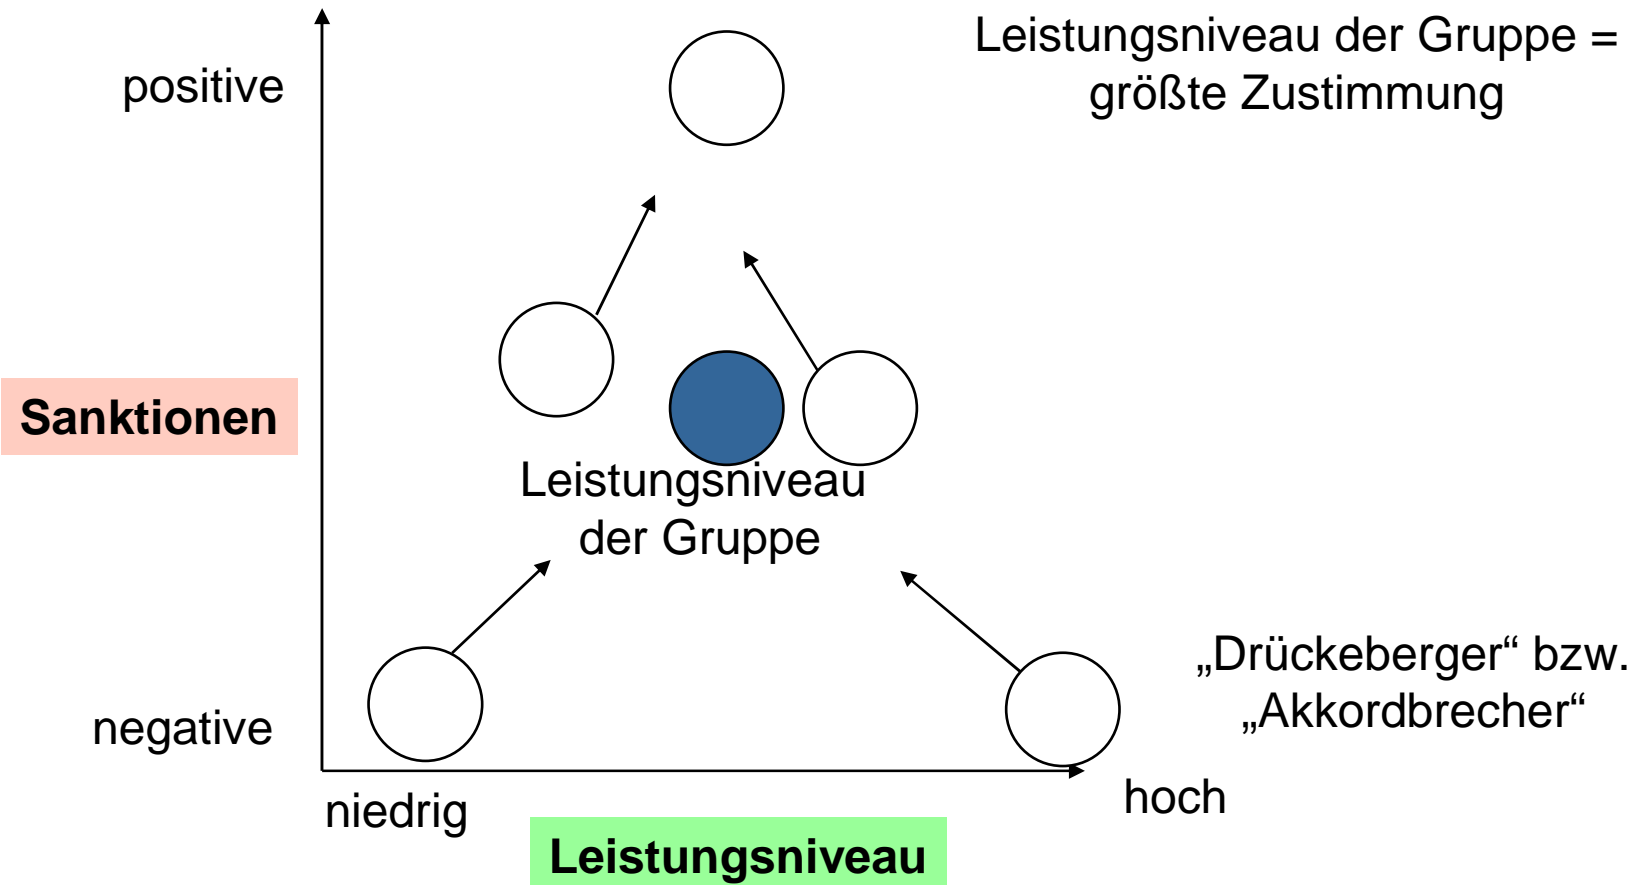 Leistungsniveau der Gruppe =
größte Zustimmung
positive
Sanktionen
Leistungsniveau
der Gruppe
„Drückeberger“ bzw.
„Akkordbrecher“
negative
niedrig
hoch
Leistungsniveau